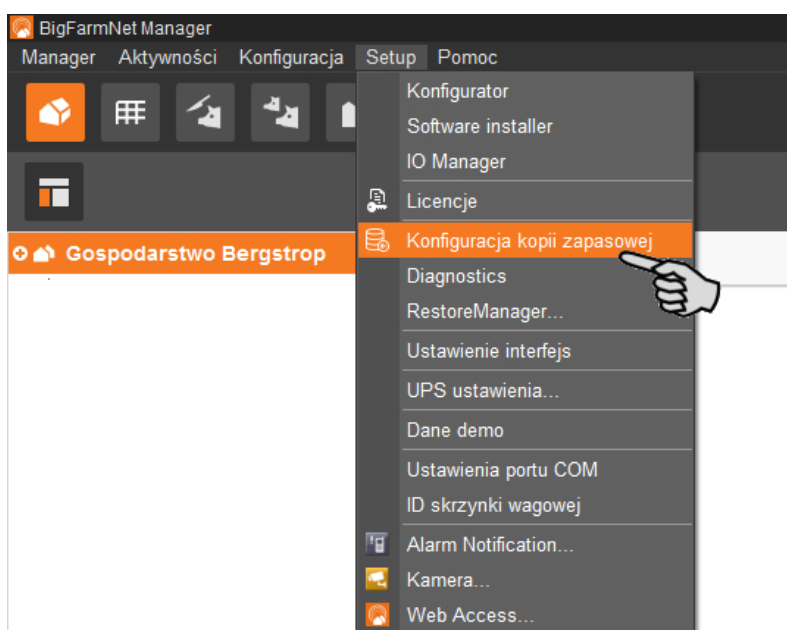 BigFarmNet Manager
Manager Aktywności Konfiguracja Setup Pomoc
Konfigurator
Software installer
IO Manager
Licencje
Konfiguracja kopii zapasowej
Gospodarstwo Bergstrop
Diagnostics
RestoreManager...
Ustawienie interfejs
UPS ustawienia...
Dane demo
Ustawienia portu COM
ID skrzynki wagowej
Alarm Notification...
Kamera...
Web Access...